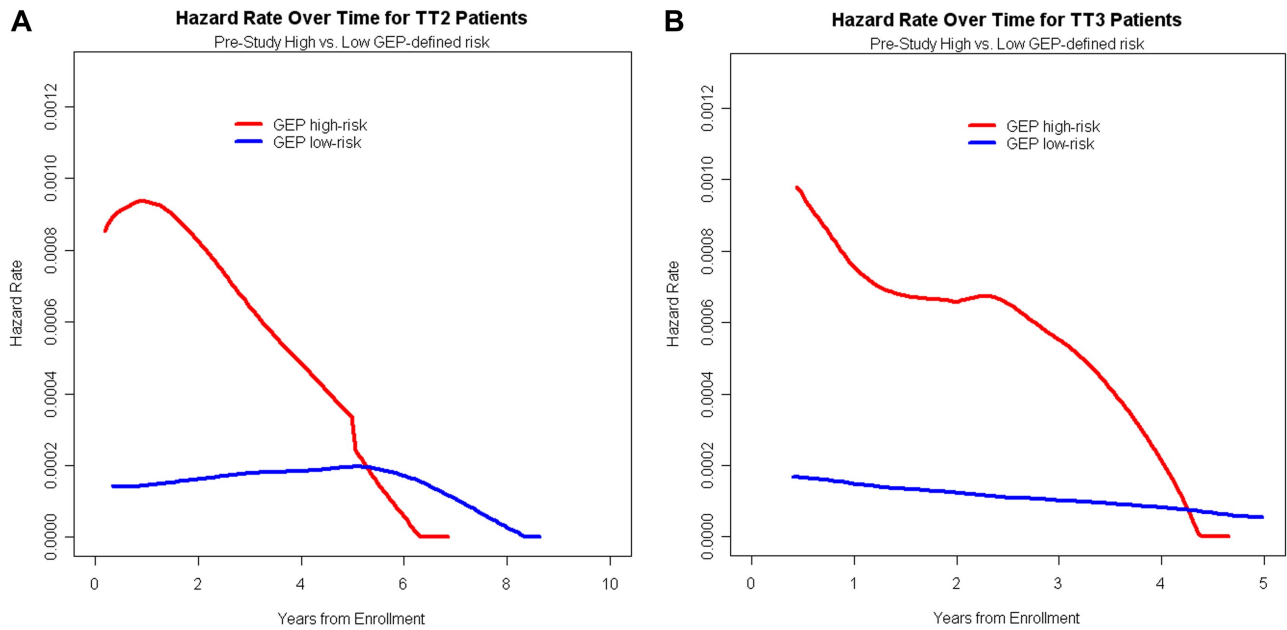 A
Hazard Rate Over Time for TT2 Patients
Pre-Study High vs. Low GEP-defined risk
GEP high-risk
GEP low-risk
Hazard Rate
0.0012
0.0010
0.0008
0.0006
0.0004
0.0002
0.0000
0 2 4 6 8 10
Years from Enrollment
B
Hazard Rate Over Time for TT3 Patients
Pre-Study High vs. Low GEP-defined risk
GEP high-risk
GEP low-risk
Hazard Rate
0.0012
0.0010
0.0008
0.0006
0.0004
0.0002
0.0000
0 1 2 3 4 5
Years from Enrollment